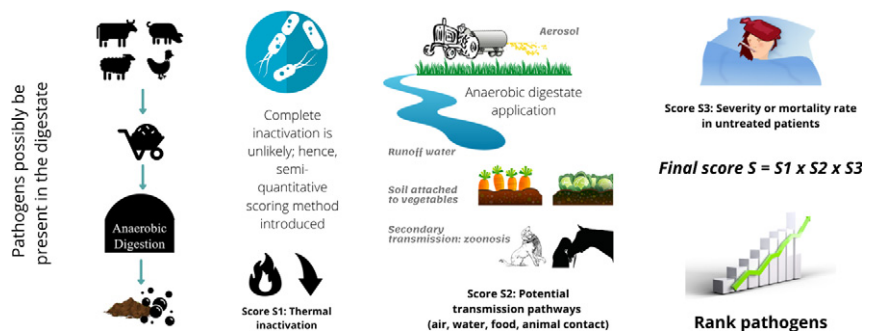 Pathogens possibly be
present in the digestate
Anaerobic
Digestion
Complete
inactivation is
unlikely; hence,
semi-
quantitative
scoring method
introduced
Score S1: Thermal
inactivation
Aerosol
Anaerobic digestate
application
Runoff water
Soil attached
to vegetables
Secondary
transmission: zoonosis
Score S2: Potential
transmission pathways
(air, water, food, animal contact)
Score S3: Severity or mortality rate
in untreated patients
Final score S = S1 x S2 x S3
Rank pathogens